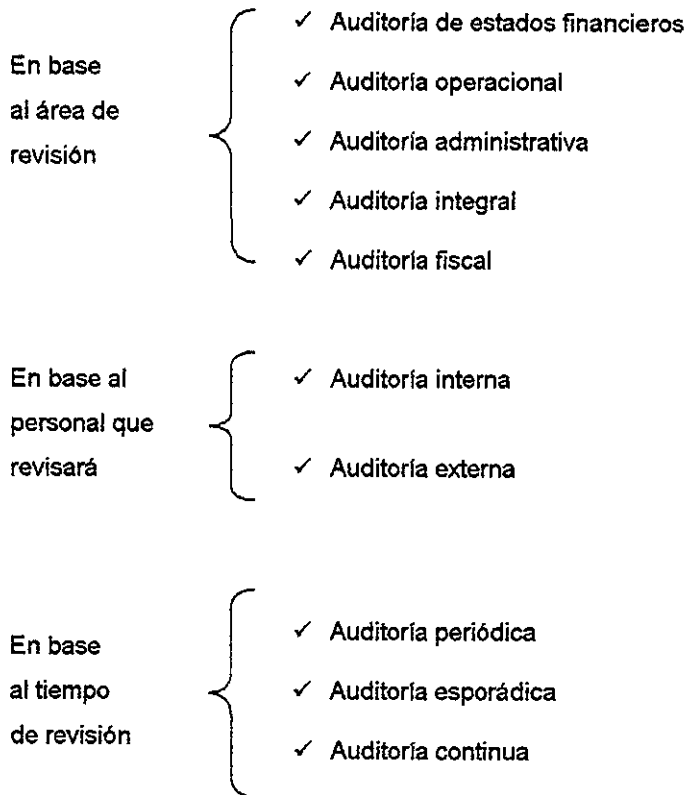 En base
al área de
revisión
✓ Auditoría de estados financieros
✓ Auditoría operacional
✓ Auditoría administrativa
✓ Auditoría integral
✓ Auditoría fiscal
En base al
personal que
revisará
✓ Auditoría interna
✓ Auditoría externa
En base
al tiempo
de revisión
✓ Auditoría periódica
✓ Auditoría esporádica
✓ Auditoría continua